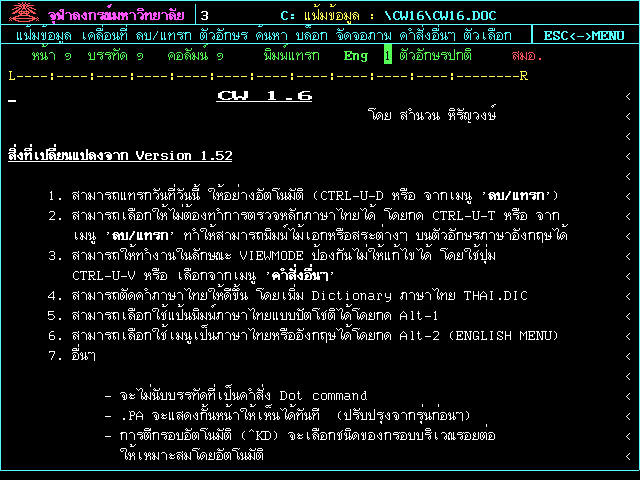 จุฬาลงกรณ์มหาวิทยาลัย 3 C: แฟ้มข้อมูล : \CW16\CW16.DOC
แฟ้มข้อมูล เคลื่อนที่ ลบ/แทรก ตัวอักษร ค้นหา บล็อก จัดจอภาพ คำสั่งอื่นๆ ตัวเลือก ESC<->MENU
หน้า ๑ บรรทัด ๑ คอลัมน์ ๑ พิมพ์แทรก Eng 1 ตัวอักษรปกติ สมอ.
L----:----:----:----:----:----:----:----:----:----:----:--------R
CW 1.6 <
โดย สำนวน หิรัญวงษ์ <
<
สิ่งที่เปลี่ยนแปลงจาก Version 1.52 <
<
1. สามารถแทรกวันที่วันนี้ ให้อย่างอัตโนมัติ (CTRL-U-D หรือ จากเมนู 'ลบ/แทรก') <
2. สามารถเลือกให้ไม่ต้องทำการตรวจหลักภาษาไทยได้ โดยกด CTRL-U-T หรือ จาก
เมนู 'ลบ/แทรก' ทำให้สามารถพิมพ์ไม้เอกหรือสระต่างๆ บนตัวอักษรภาษาอังกฤษได้ <
3. สามารถให้ทำงานในลักษณะ VIEWMODE ป้องกันไม่ให้แก้ไขได้ โดยใช้ปุ่ม
CTRL-U-V หรือ เลือกจากเมนู 'คำสั่งอื่นๆ' <
4. สามารถตัดคำภาษาไทยให้ดีขึ้น โดยเพิ่ม Dictionary ภาษาไทย THAI.DIC <
5. สามารถเลือกใช้แป้นพิมพ์ภาษาไทยแบบปัตโชติได้โดยกด Alt-1 <
6. สามารถเลือกใช้เมนูเป็นภาษาไทยหรืออังกฤษได้โดยกด Alt-2 (ENGLISH MENU) <
7. อื่นๆ <
<
- จะไม่นับบรรทัดที่เป็นคำสั่ง Dot command <
- .PA จะแสดงกั้นหน้าให้เห็นได้ทันที (ปรับปรุงจากรุ่นก่อนๆ) <
- การตีกรอบอัตโนมัติ (^KD) จะเลือกชนิดของกรอบบริเวณรอยต่อ <
ให้เหมาะสมโดยอัตโนมัติ <